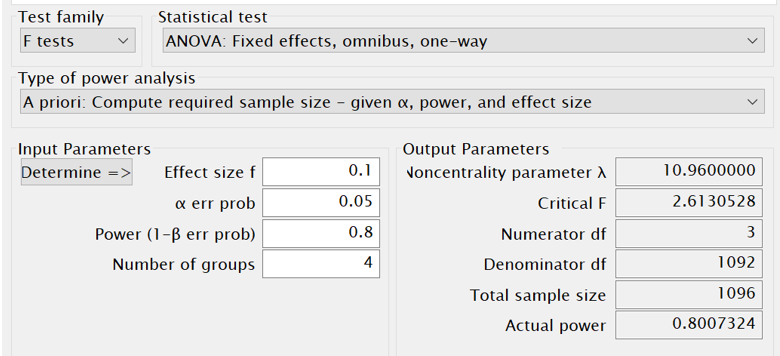 Test family Statistical test
F tests ANOVA: Fixed effects, omnibus, one-way
Type of power analysis
A priori: Compute required sample size – given α, power, and effect size
Input Parameters Output Parameters
Determine => Effect size f 0.1 Noncentrality parameter λ 10.9600000
α err prob 0.05 Critical F 2.6130528
Power (1-β err prob) 0.8 Numerator df 3
Number of groups 4 Denominator df 1092
Total sample size 1096
Actual power 0.8007324